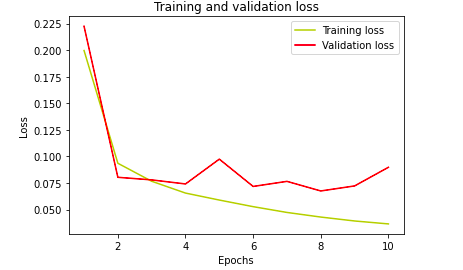 Training and validation loss
Training loss
Validation loss
0.225
0.200
0.175
0.150
0.125
0.100
0.075
0.050
Loss
2
4
6
8
10
Epochs